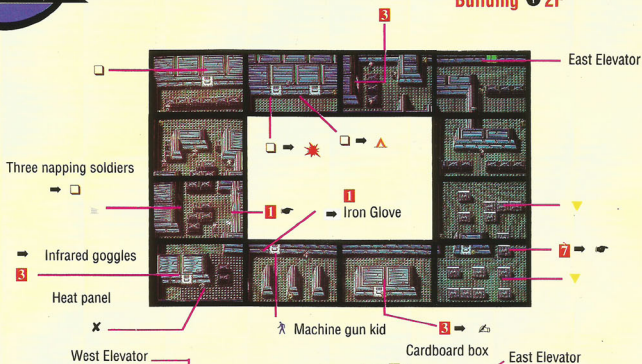 Building 1 2F
3
East Elevator
Three napping soldiers
1
1
Iron Glove
7
Infrared goggles
3
Heat panel
Machine gun kid
3
Cardboard box
West Elevator
East Elevator